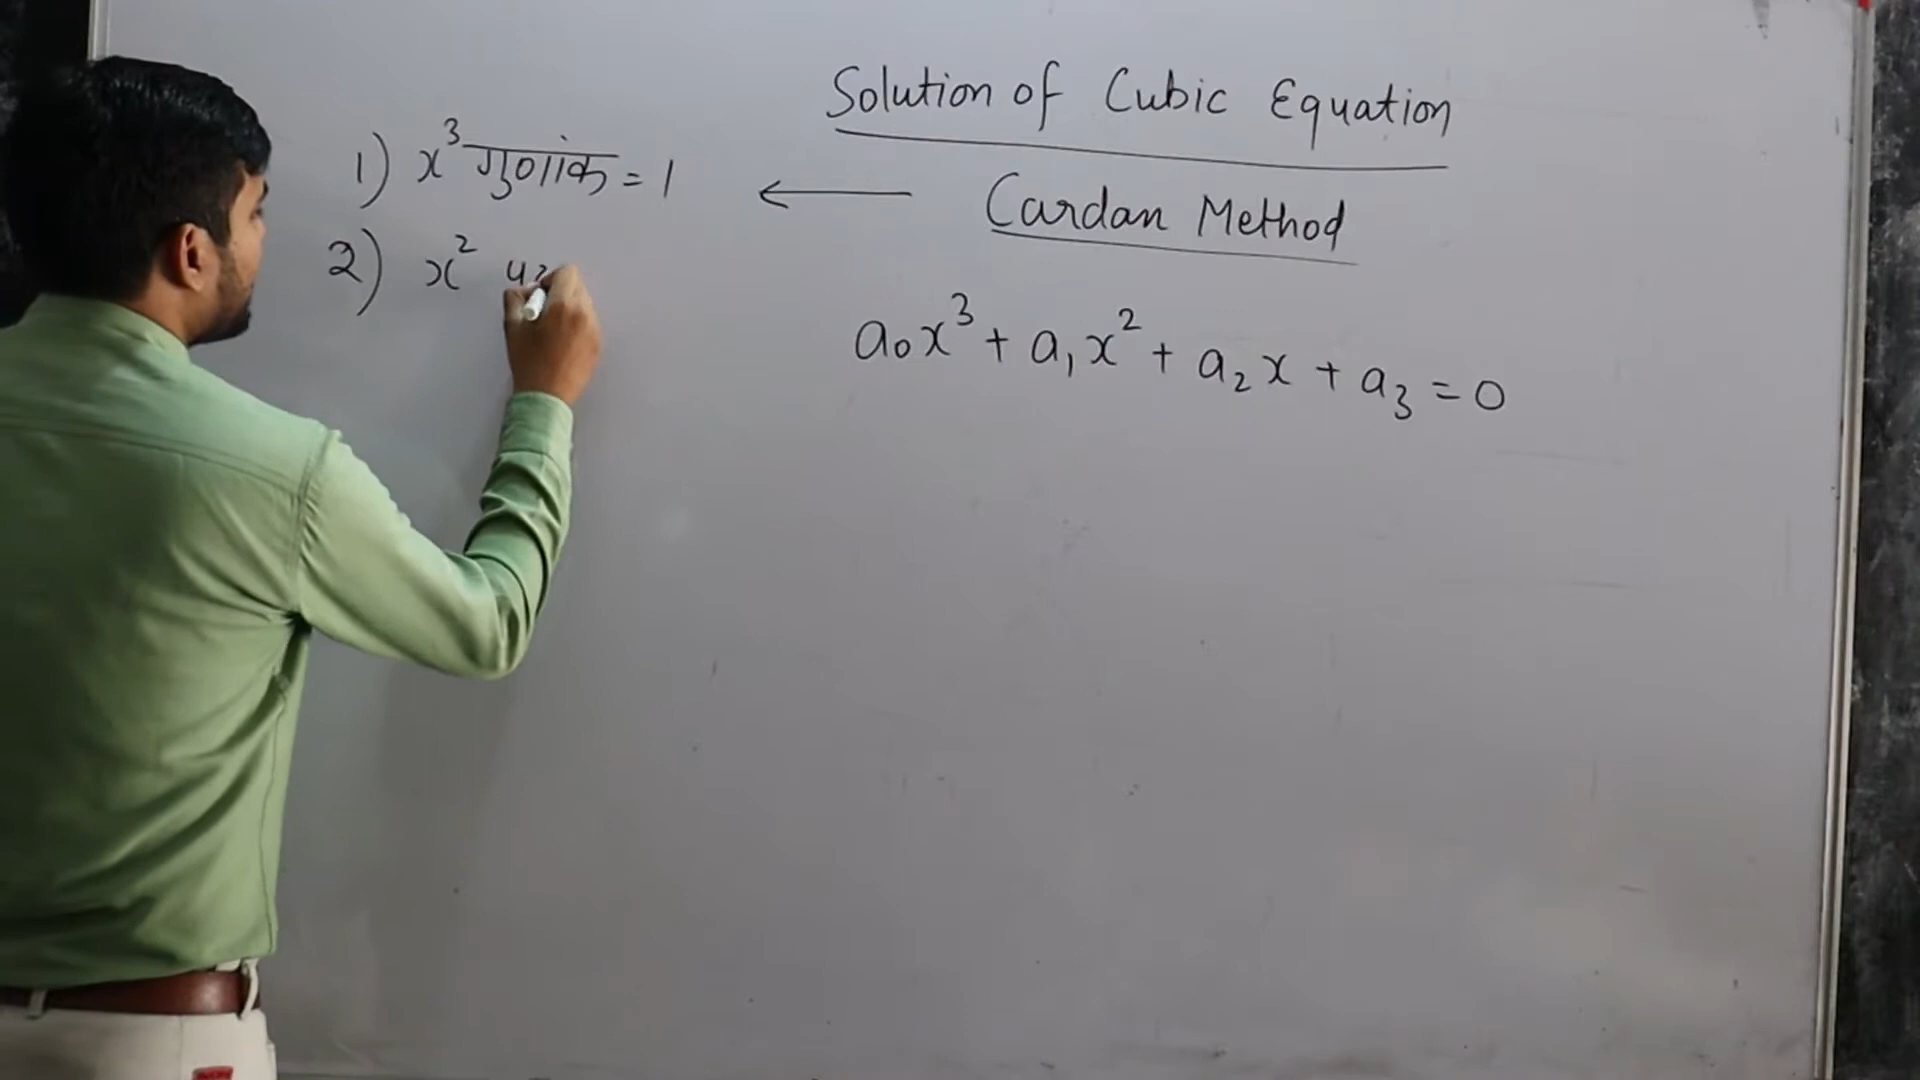 Solution of Cubic Equation
1) x³ गुणांक = 1 ← Cardan Method
2) x²
a₀x³ + a₁x² + a₂x + a₃ = 0